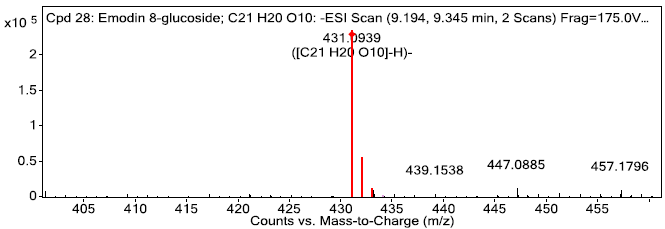 x10 5
Cpd 28: Emodin 8-glucoside; C21 H20 O10: -ESI Scan (9.194, 9.345 min, 2 Scans) Frag=175.0V...
431.0939
([C21 H20 O10]-H)-
2
1.5
1
0.5
0
439.1538
447.0885
457.1796
405 410 415 420 425 430 435 440 445 450 455
Counts vs. Mass-to-Charge (m/z)